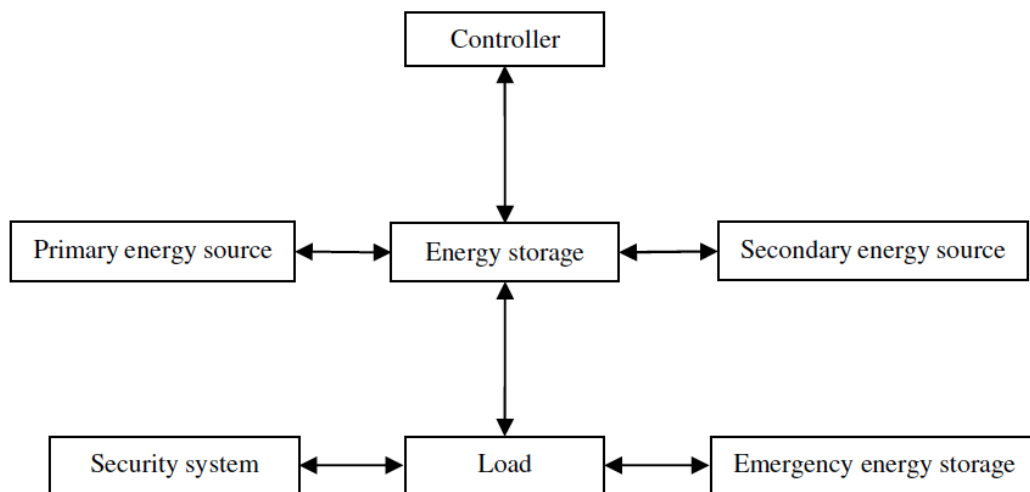 Controller
Primary energy source
Energy storage
Secondary energy source
Security system
Load
Emergency energy storage